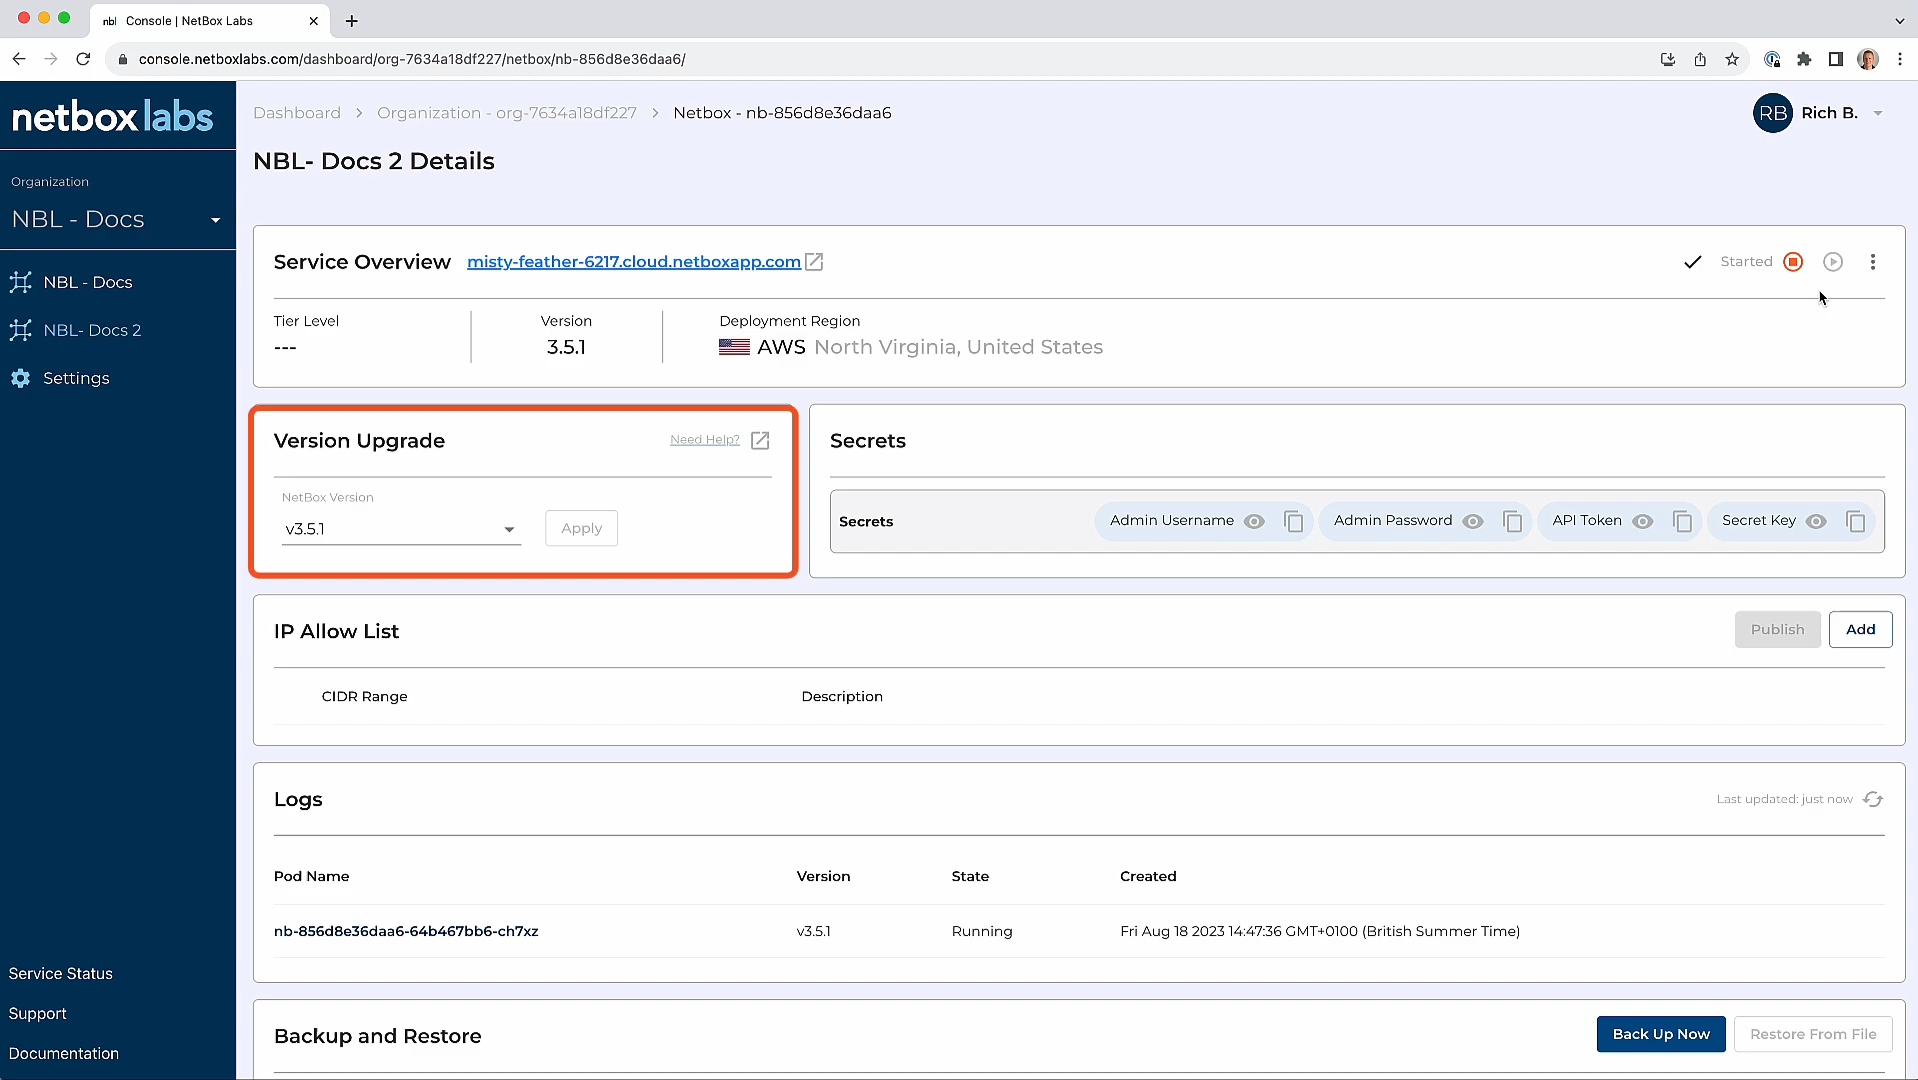 nbl Console | NetBox Labs
console.netboxlabs.com/dashboard/org-7634a18df227/netbox/nb-856d8e36daa6/
netbox labs
Dashboard > Organization - org-7634a18df227 > Netbox - nb-856d8e36daa6
RB Rich B.
NBL- Docs 2 Details
Organization
NBL - Docs
NBL - Docs
NBL- Docs 2
Settings
Service Overview misty-feather-6217.cloud.netboxapp.com
Started
Tier Level
---
Version
3.5.1
Deployment Region
AWS North Virginia, United States
Version Upgrade
Need Help?
NetBox Version
v3.5.1
Apply
Secrets
Secrets Admin Username Admin Password API Token Secret Key
IP Allow List
Publish Add
CIDR Range Description
Logs
Last updated: just now
Pod Name Version State Created
nb-856d8e36daa6-64b467bb6-ch7xz v3.5.1 Running Fri Aug 18 2023 14:47:36 GMT+0100 (British Summer Time)
Service Status
Support
Documentation
Backup and Restore
Back Up Now Restore From File